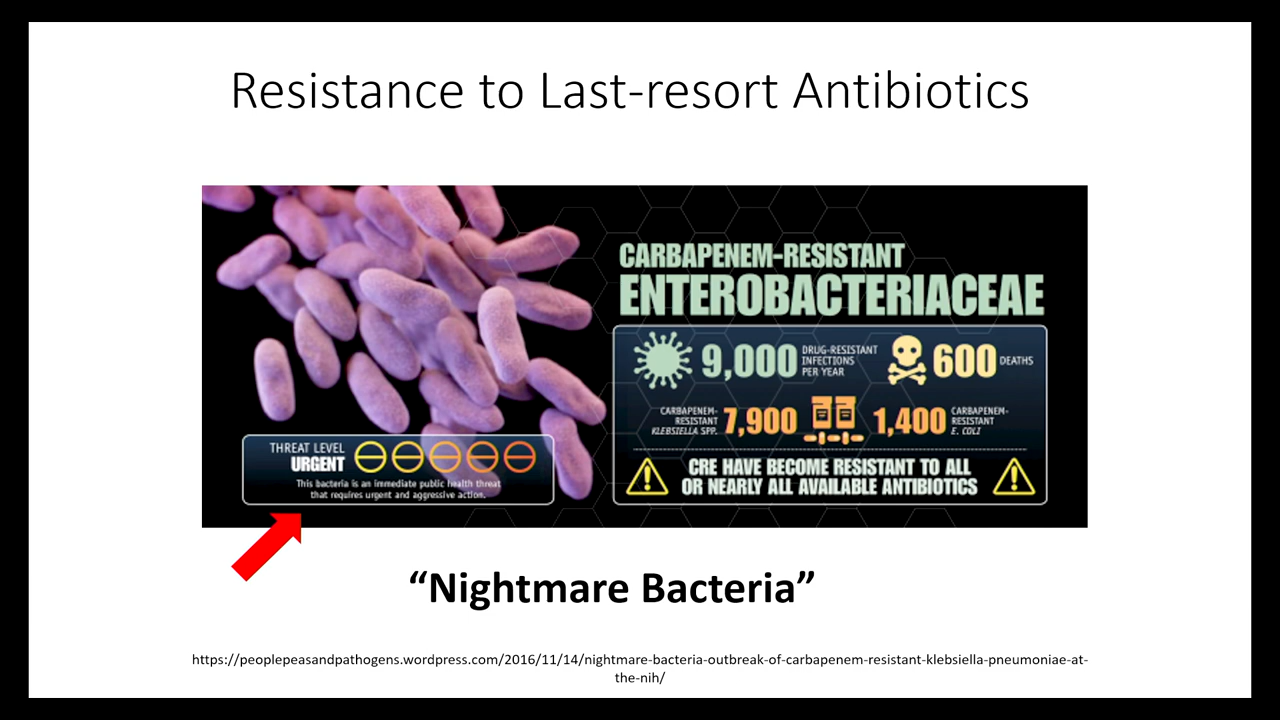 Resistance to Last-resort Antibiotics
CARBAPENEM-RESISTANT
ENTEROBACTERIACEAE
9,000 DRUG-RESISTANT
INFECTIONS
PER YEAR
600 DEATHS
CARBAPENEM-
RESISTANT
KLEBSIELLA SPP.
7,900
1,400
CARBAPENEM-
RESISTANT
E. COLI
CRE HAVE BECOME RESISTANT TO ALL
OR NEARLY ALL AVAILABLE ANTIBIOTICS
THREAT LEVEL
URGENT
This bacteria is an immediate public health threat
that requires urgent and aggressive action.
“Nightmare Bacteria”
https://peoplepeasandpathogens.wordpress.com/2016/11/14/nightmare-bacteria-outbreak-of-carbapenem-resistant-klebsiella-pneumoniae-at-
the-nih/